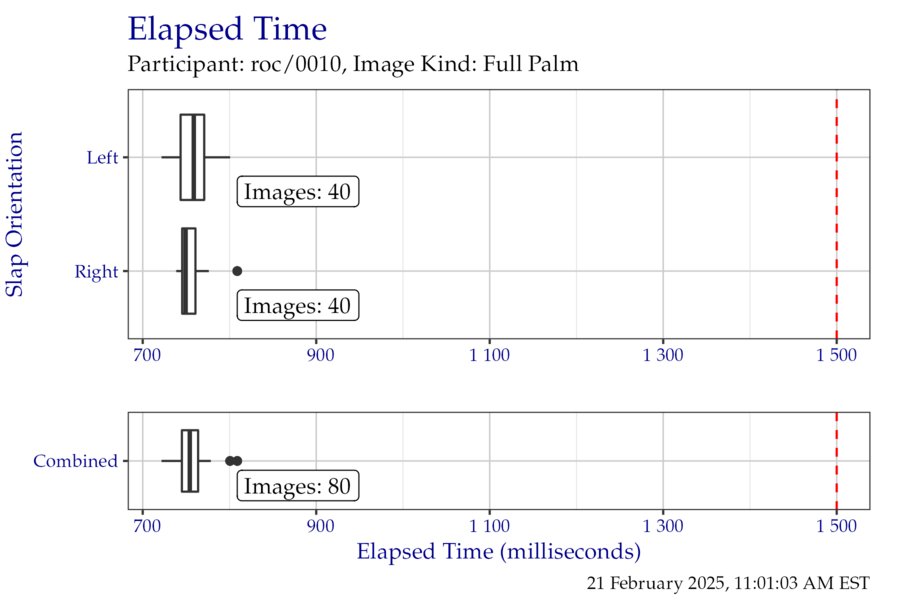 Elapsed Time
Participant: roc/0010, Image Kind: Full Palm
Slap Orientation
Left
Images: 40
Right
Images: 40
700 900 1 100 1 300 1 500
Combined
Images: 80
700 900 1 100 1 300 1 500
Elapsed Time (milliseconds)
21 February 2025, 11:01:03 AM EST